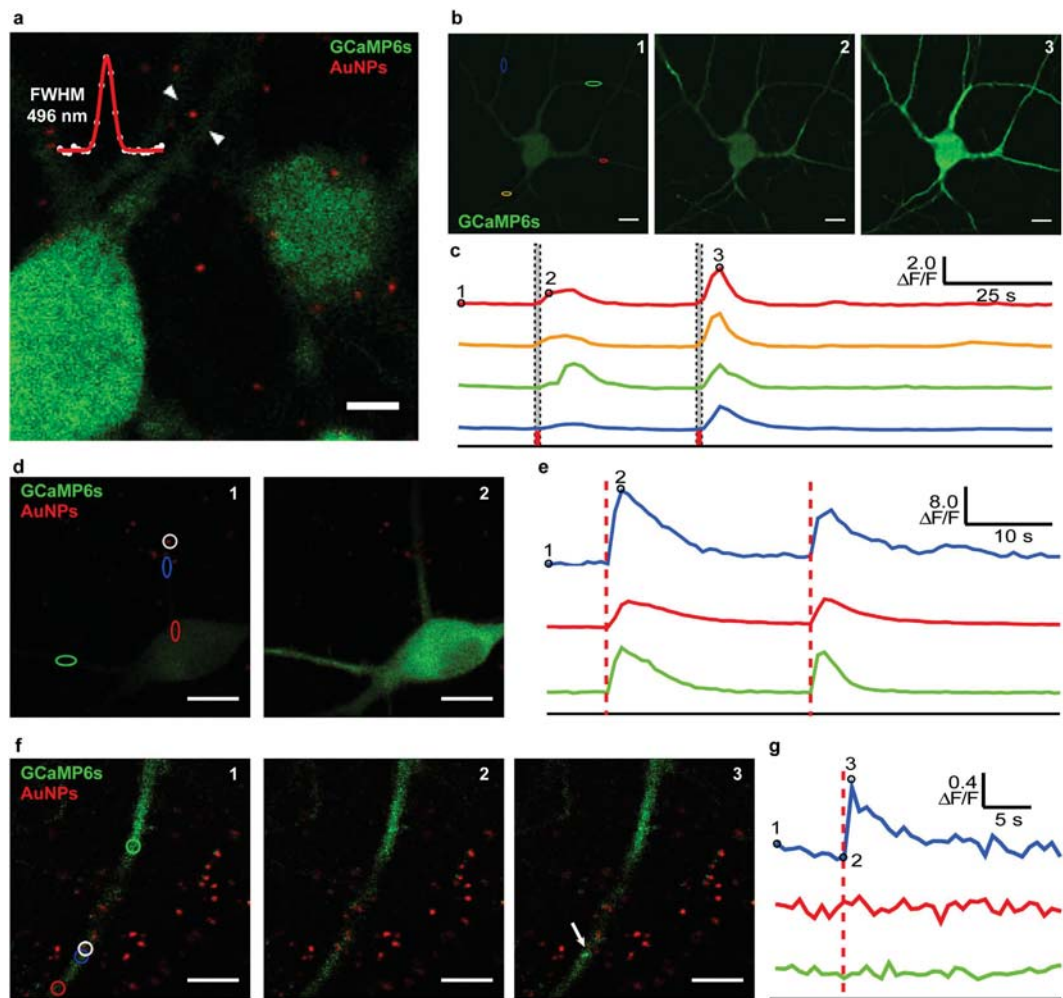 a
GCaMP6s
AuNPs
FWHM
496 nm
b
1
2
3
GCaMP6s
c
1
2
3
2.0
ΔF/F
25 s
d
GCaMP6s
AuNPs
1
2
e
1
2
8.0
ΔF/F
10 s
f
GCaMP6s
AuNPs
1
2
3
g
1
2
3
0.4
ΔF/F
5 s